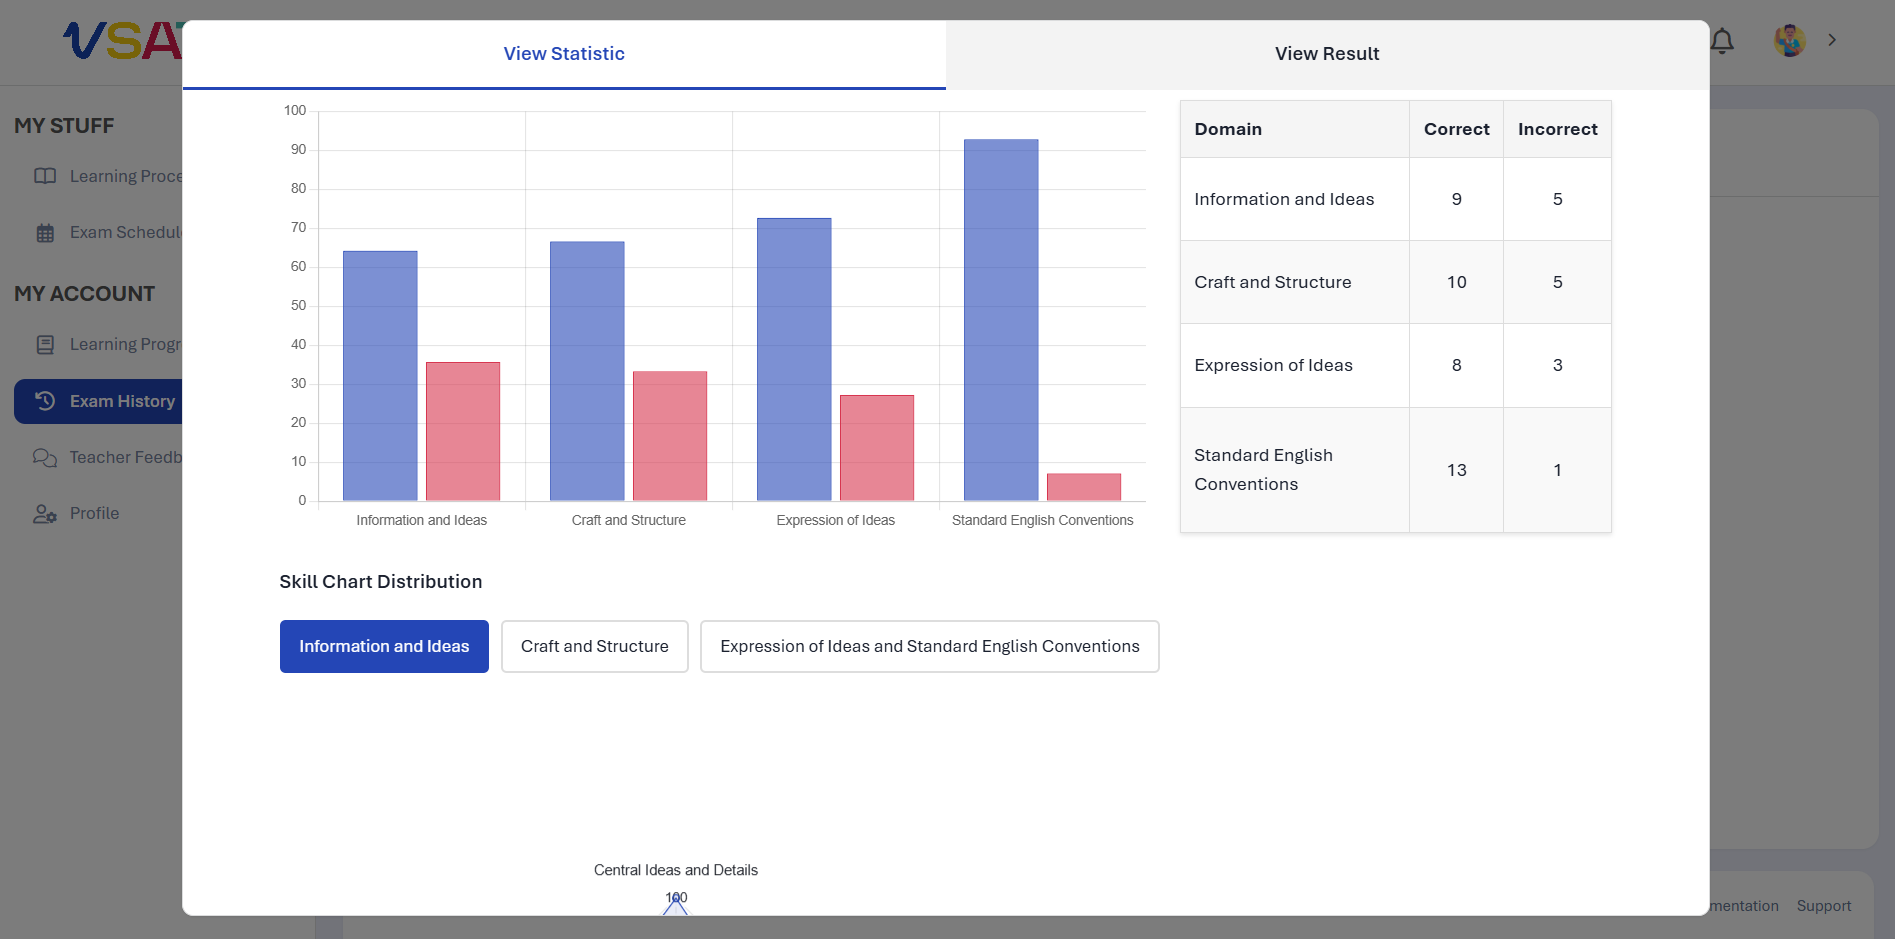 VSAT
View Statistic
View Result
MY STUFF
Learning Proce
Exam Schedul
MY ACCOUNT
Learning Progr
Exam History
Teacher Feedb
Profile
100
90
80
70
60
50
40
30
20
10
0
Information and Ideas
Craft and Structure
Expression of Ideas
Standard English Conventions
Domain Correct Incorrect
Information and Ideas 9 5
Craft and Structure 10 5
Expression of Ideas 8 3
Standard English
Conventions 13 1
Skill Chart Distribution
Information and Ideas
Craft and Structure
Expression of Ideas and Standard English Conventions
Central Ideas and Details
100
mentation
Support